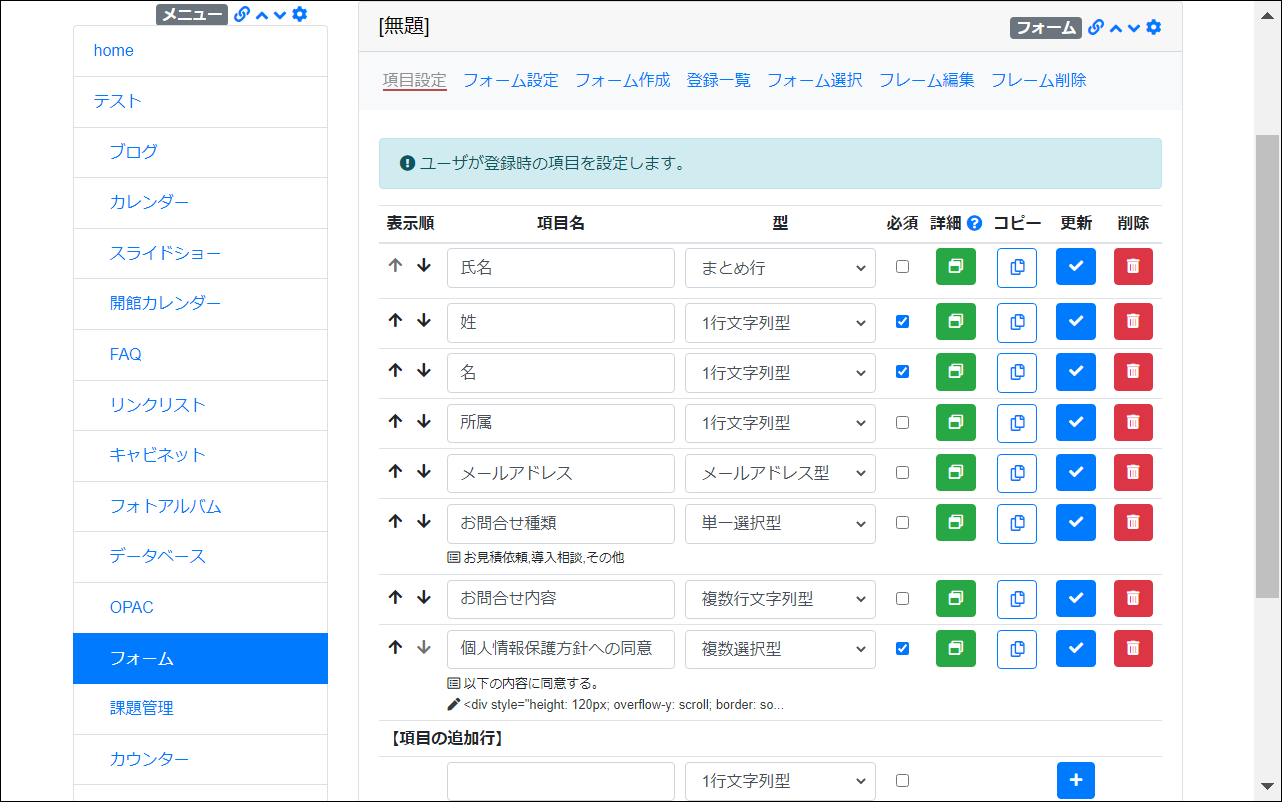 メニュー
home
テスト
ブログ
カレンダー
スライドショー
開館カレンダー
FAQ
リンクリスト
キャビネット
フォトアルバム
データベース
OPAC
フォーム
課題管理
カウンター
[無題]
フォーム
項目設定 フォーム設定 フォーム作成 登録一覧 フォーム選択 フレーム編集 フレーム削除
ユーザが登録時の項目を設定します。
表示順 項目名 型 必須 詳細 コピー 更新 削除
氏名 まとめ行
姓 1行文字列型
名 1行文字列型
所属 1行文字列型
メールアドレス メールアドレス型
お問合せ種類 単一選択型
お見積依頼,導入相談,その他
お問合せ内容 複数行文字列型
個人情報保護方針への同意 複数選択型
以下の内容に同意する。
<div style="height: 120px; overflow-y: scroll; border: so...
【項目の追加行】
1行文字列型